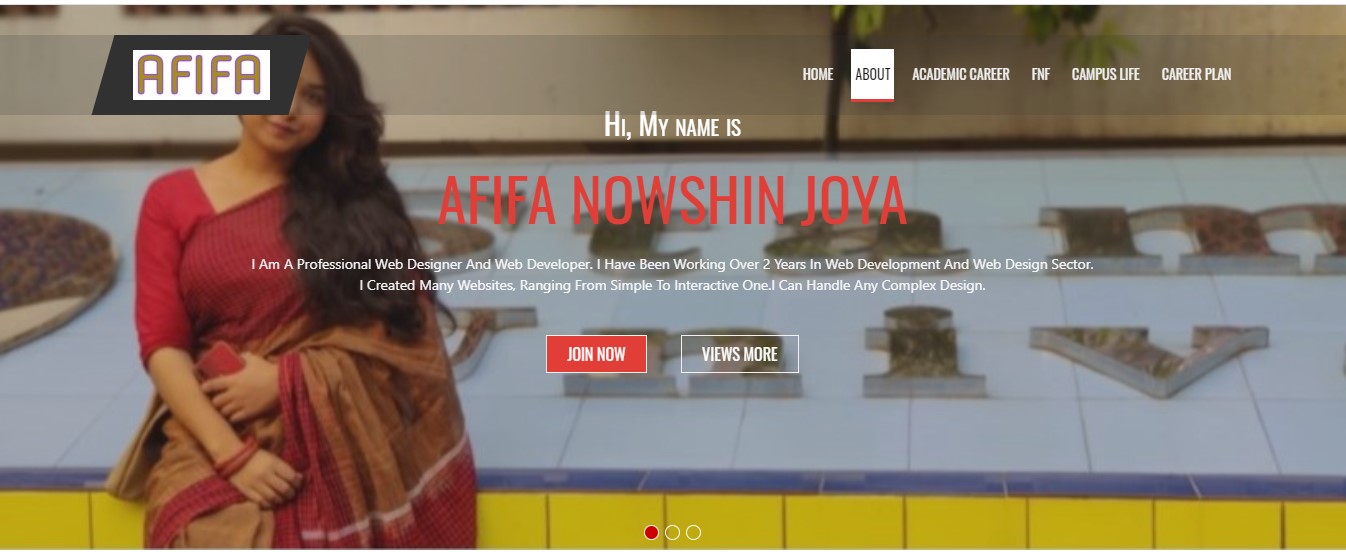 AFIFA
HOME ABOUT ACADEMIC CAREER FNF CAMPUS LIFE CAREER PLAN
Hi, My name is
AFIFA NOWSHIN JOYA
I Am A Professional Web Designer And Web Developer. I Have Been Working Over 2 Years In Web Development And Web Design Sector.
I Created Many Websites, Ranging From Simple To Interactive One.I Can Handle Any Complex Design.
JOIN NOW VIEWS MORE